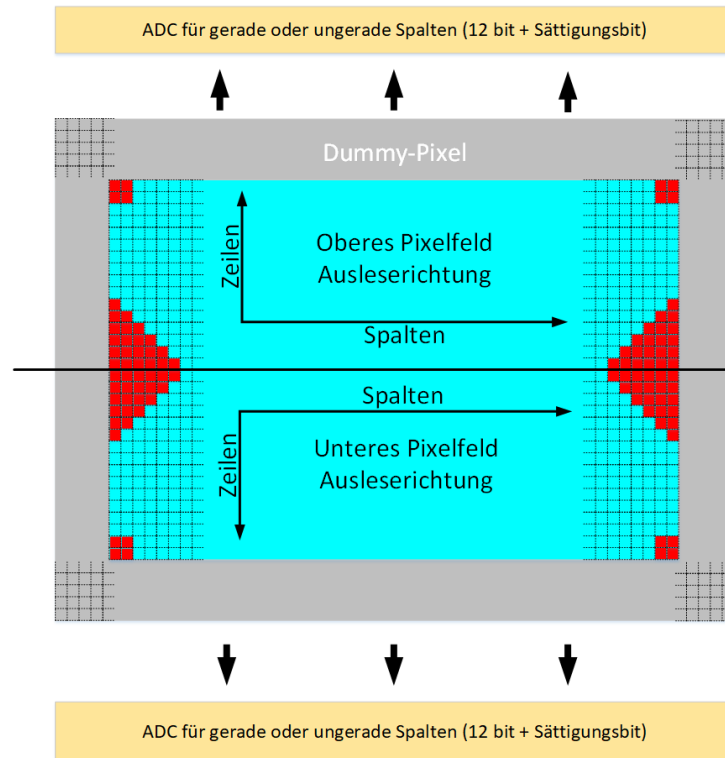 ADC für gerade oder ungerade Spalten (12 bit + Sättigungsbit)
Dummy-Pixel
Zeilen
Oberes Pixelfeld
Ausleserichtung
Spalten
Spalten
Zeilen
Unteres Pixelfeld
Ausleserichtung
ADC für gerade oder ungerade Spalten (12 bit + Sättigungsbit)